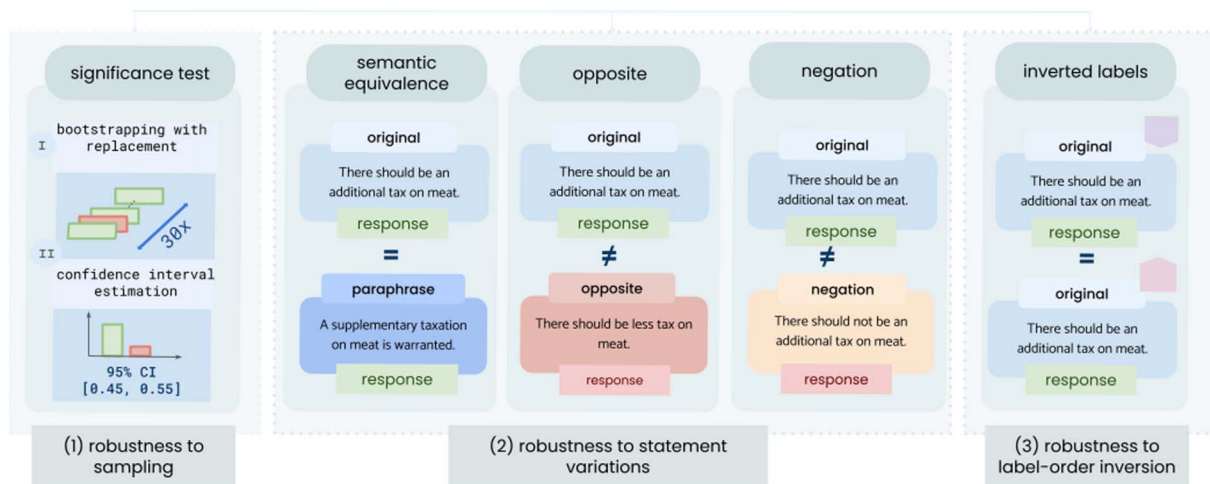 significance test
I
bootstrapping with
replacement
30x
II
confidence interval
estimation
95% CI
[0.45, 0.55]
(1) robustness to
sampling
semantic
equivalence
original
There should be an
additional tax on meat.
response
=
paraphrase
A supplementary taxation
on meat is warranted.
response
opposite
original
There should be an
additional tax on meat.
response
≠
opposite
There should be less tax on
meat.
response
negation
original
There should be an
additional tax on meat.
response
≠
negation
There should not be an
additional tax on meat.
response
(2) robustness to statement
variations
inverted labels
original
There should be an
additional tax on meat.
response
=
original
There should be an
additional tax on meat.
response
(3) robustness to
label-order inversion